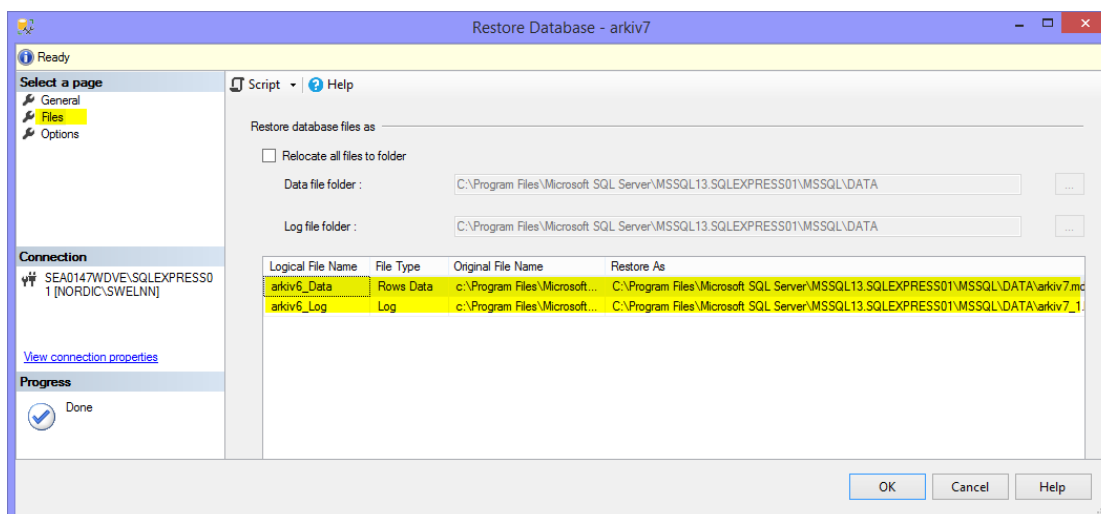 Restore Database - arkiv7
Ready
Select a page
General
Files
Options
Script
Help
Restore database files as
Relocate all files to folder
Data file folder :
C:\Program Files\Microsoft SQL Server\MSSQL13.SQLEXPRESS01\MSSQL\DATA
...
Log file folder :
C:\Program Files\Microsoft SQL Server\MSSQL13.SQLEXPRESS01\MSSQL\DATA
...
Logical File Name File Type Original File Name Restore As
arkiv6_Data Rows Data c:\Program Files\Microsoft... C:\Program Files\Microsoft SQL Server\MSSQL13.SQLEXPRESS01\MSSQL\DATA\arkiv7.md
arkiv6_Log Log c:\Program Files\Microsoft... C:\Program Files\Microsoft SQL Server\MSSQL13.SQLEXPRESS01\MSSQL\DATA\arkiv7_1.
Connection
SEA0147WDVE\SQLEXPRESS0
1 [NORDIC\SWELNN]
View connection properties
Progress
Done
OK
Cancel
Help